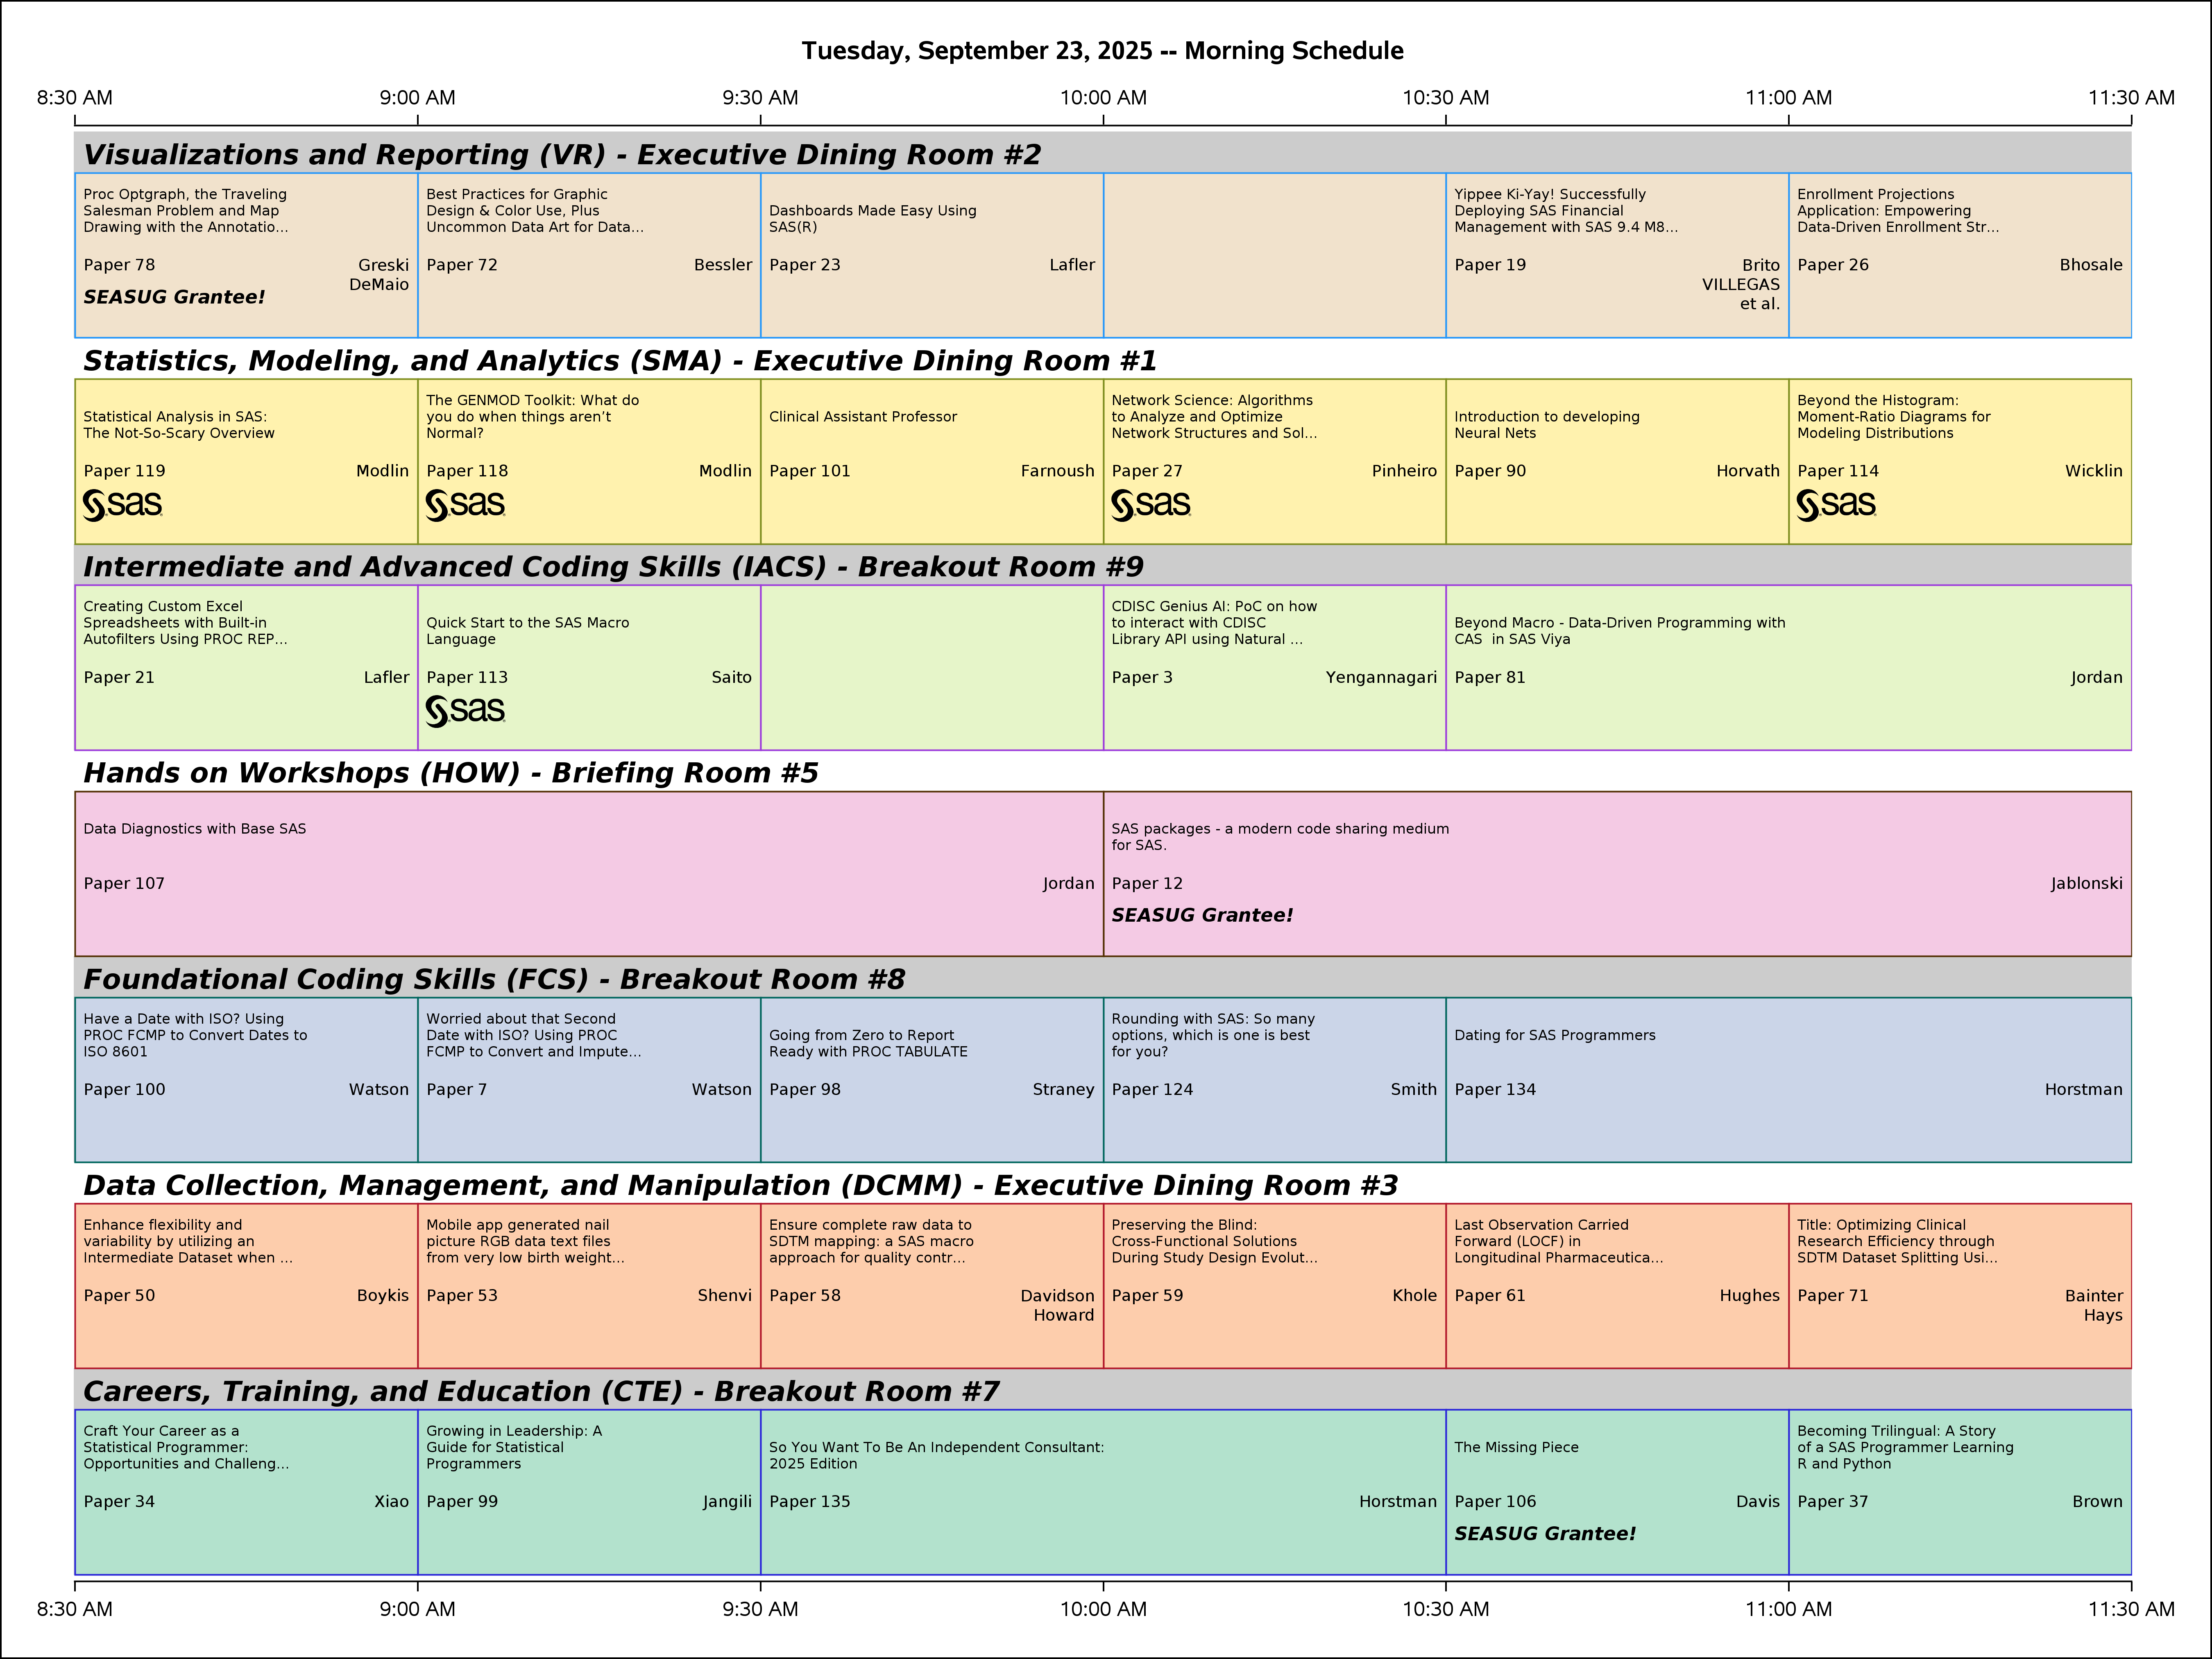 Tuesday, September 23, 2025 -- Morning Schedule
8:30 AM 9:00 AM 9:30 AM 10:00 AM 10:30 AM 11:00 AM 11:30 AM
Visualizations and Reporting (VR) - Executive Dining Room #2
Proc Optgraph, the Traveling
Salesman Problem and Map
Drawing with the Annotatio...
Paper 78 Greski
DeMaio
SEASUG Grantee!
Best Practices for Graphic
Design & Color Use, Plus
Uncommon Data Art for Data...
Paper 72 Bessler
Dashboards Made Easy Using
SAS(R)
Paper 23 Lafler
Yippee Ki-Yay! Successfully
Deploying SAS Financial
Management with SAS 9.4 M8...
Paper 19 Brito
VILLEGAS
et al.
Enrollment Projections
Application: Empowering
Data-Driven Enrollment Str...
Paper 26 Bhosale
Statistics, Modeling, and Analytics (SMA) - Executive Dining Room #1
Statistical Analysis in SAS:
The Not-So-Scary Overview
Paper 119 Modlin
sas
The GENMOD Toolkit: What do
you do when things aren’t
Normal?
Paper 118 Modlin
sas
Clinical Assistant Professor
Paper 101 Farnoush
Network Science: Algorithms
to Analyze and Optimize
Network Structures and Sol...
Paper 27 Pinheiro
sas
Introduction to developing
Neural Nets
Paper 90 Horvath
Beyond the Histogram:
Moment-Ratio Diagrams for
Modeling Distributions
Paper 114 Wicklin
sas
Intermediate and Advanced Coding Skills (IACS) - Breakout Room #9
Creating Custom Excel
Spreadsheets with Built-in
Autofilters Using PROC REP...
Paper 21 Lafler
Quick Start to the SAS Macro
Language
Paper 113 Saito
sas
CDISC Genius AI: PoC on how
to interact with CDISC
Library API using Natural ...
Paper 3 Yengannagari
Beyond Macro - Data-Driven Programming with
CAS  in SAS Viya
Paper 81 Jordan
Hands on Workshops (HOW) - Briefing Room #5
Data Diagnostics with Base SAS
Paper 107 Jordan
SAS packages - a modern code sharing medium
for SAS.
Paper 12 Jablonski
SEASUG Grantee!
Foundational Coding Skills (FCS) - Breakout Room #8
Have a Date with ISO? Using
PROC FCMP to Convert Dates to
ISO 8601
Paper 100 Watson
Worried about that Second
Date with ISO? Using PROC
FCMP to Convert and Impute...
Paper 7 Watson
Going from Zero to Report
Ready with PROC TABULATE
Paper 98 Straney
Rounding with SAS: So many
options, which is one is best
for you?
Paper 124 Smith
Dating for SAS Programmers
Paper 134 Horstman
Data Collection, Management, and Manipulation (DCMM) - Executive Dining Room #3
Enhance flexibility and
variability by utilizing an
Intermediate Dataset when ...
Paper 50 Boykis
Mobile app generated nail
picture RGB data text files
from very low birth weight...
Paper 53 Shenvi
Ensure complete raw data to
SDTM mapping: a SAS macro
approach for quality contr...
Paper 58 Davidson
Howard
Preserving the Blind:
Cross-Functional Solutions
During Study Design Evolut...
Paper 59 Khole
Last Observation Carried
Forward (LOCF) in
Longitudinal Pharmaceutica...
Paper 61 Hughes
Title: Optimizing Clinical
Research Efficiency through
SDTM Dataset Splitting Usi...
Paper 71 Bainter
Hays
Careers, Training, and Education (CTE) - Breakout Room #7
Craft Your Career as a
Statistical Programmer:
Opportunities and Challeng...
Paper 34 Xiao
Growing in Leadership: A
Guide for Statistical
Programmers
Paper 99 Jangili
So You Want To Be An Independent Consultant:
2025 Edition
Paper 135 Horstman
The Missing Piece
Paper 106 Davis
SEASUG Grantee!
Becoming Trilingual: A Story
of a SAS Programmer Learning
R and Python
Paper 37 Brown
8:30 AM 9:00 AM 9:30 AM 10:00 AM 10:30 AM 11:00 AM 11:30 AM